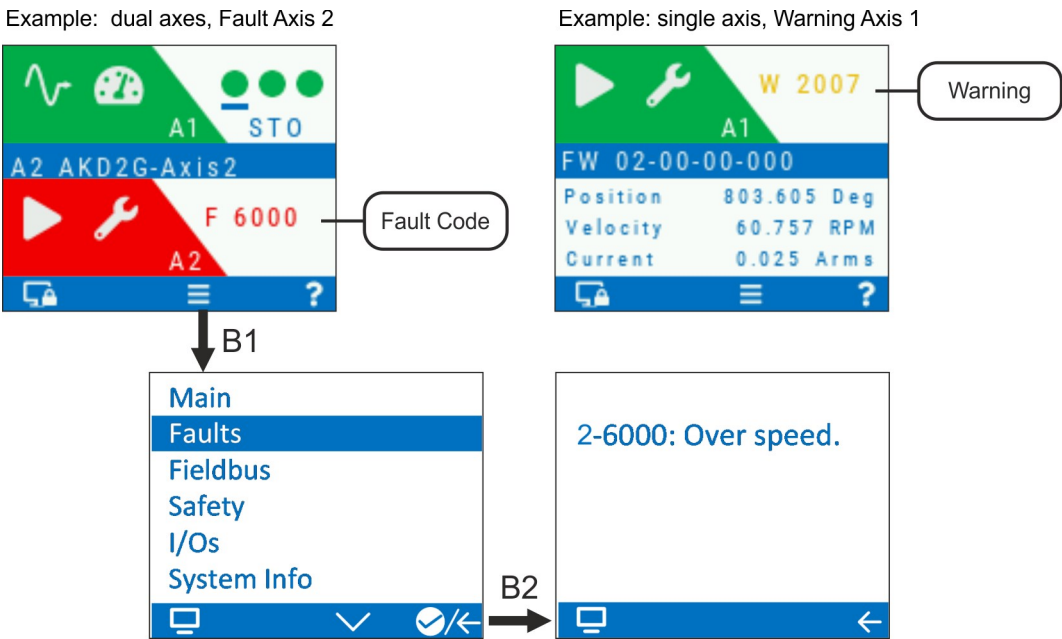 Example:  dual axes, Fault Axis 2
A1 STO
A2 AKD2G-Axis2
F 6000
A2
?
Fault Code
Example: single axis, Warning Axis 1
W 2007
A1
Warning
FW 02-00-00-000
Position 803.605 Deg
Velocity 60.757 RPM
Current 0.025 Arms
?
B1
Main
Faults
Fieldbus
Safety
I/Os
System Info
/
B2
2-6000: Over speed.